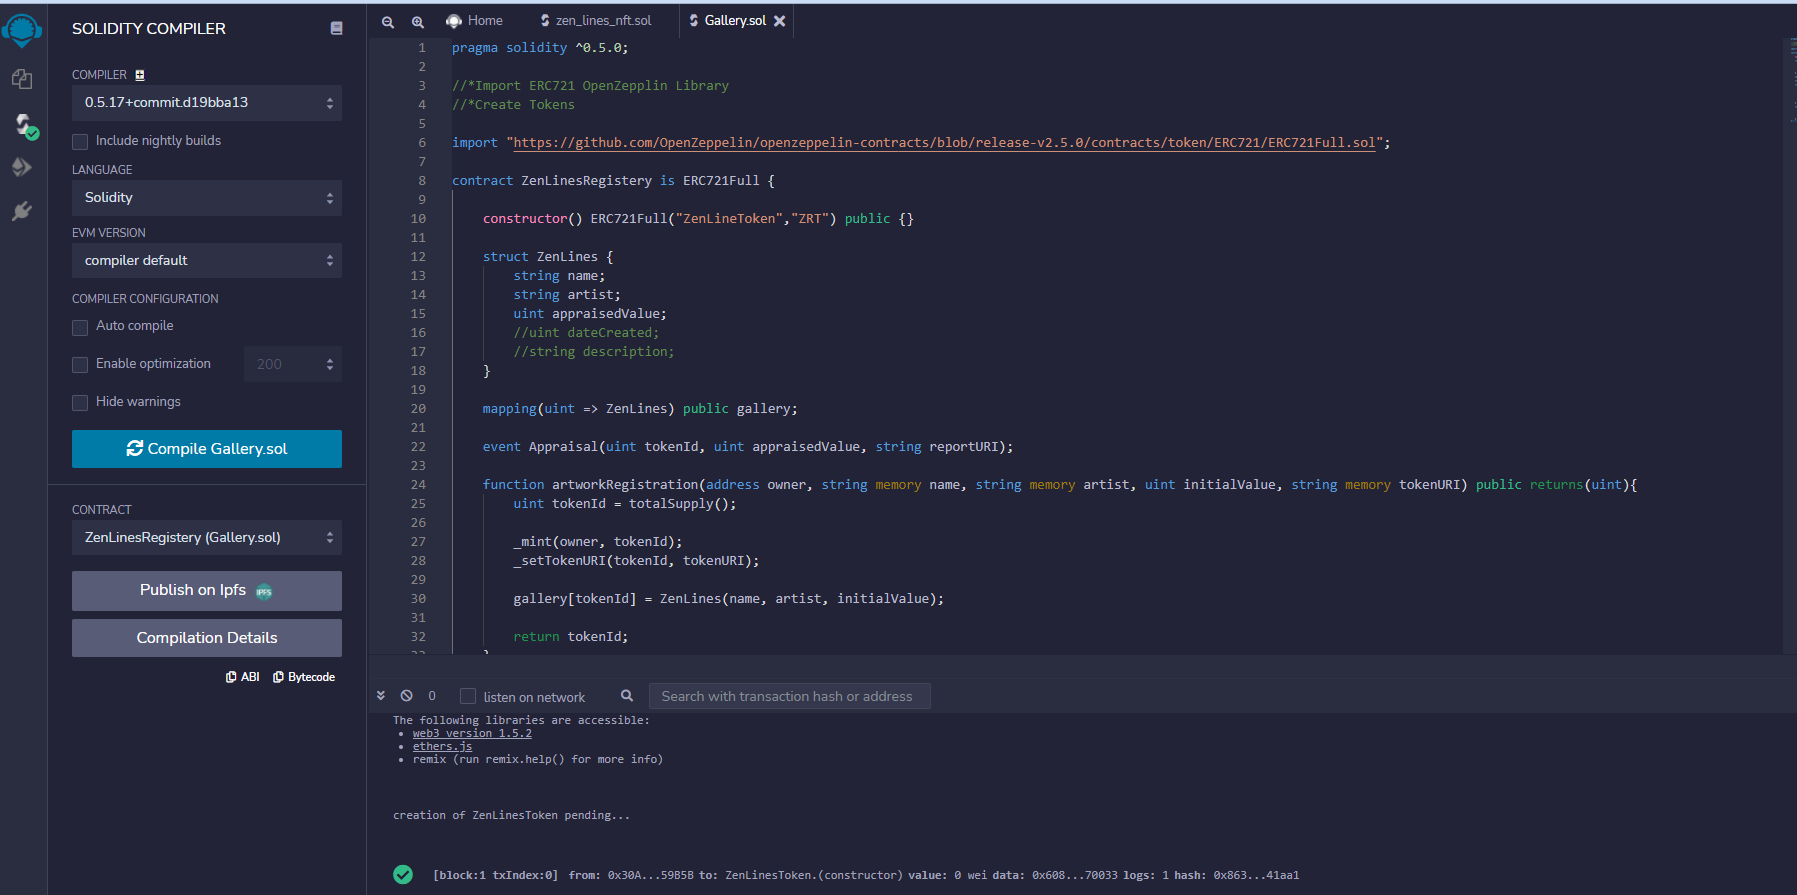 SOLIDITY COMPILER
COMPILER
0.5.17+commit.d19bba13
Include nightly builds
LANGUAGE
Solidity
EVM VERSION
compiler default
COMPILER CONFIGURATION
Auto compile
Enable optimization 200
Hide warnings
Compile Gallery.sol
CONTRACT
ZenLinesRegistery (Gallery.sol)
Publish on Ipfs IPFS
Compilation Details
ABI Bytecode
Home zen_lines_nft.sol Gallery.sol
1 pragma solidity ^0.5.0;
2
3 //*Import ERC721 OpenZepplin Library
4 //*Create Tokens
5
6 import "https://github.com/OpenZeppelin/openzeppelin-contracts/blob/release-v2.5.0/contracts/token/ERC721/ERC721Full.sol";
7
8 contract ZenLinesRegistery is ERC721Full {
9
10 constructor() ERC721Full("ZenLineToken","ZRT") public {}
11
12 struct ZenLines {
13 string name;
14 string artist;
15 uint appraisedValue;
16 //uint dateCreated;
17 //string description;
18 }
19
20 mapping(uint => ZenLines) public gallery;
21
22 event Appraisal(uint tokenId, uint appraisedValue, string reportURI);
23
24 function artworkRegistration(address owner, string memory name, string memory artist, uint initialValue, string memory tokenURI) public returns(uint){
25 uint tokenId = totalSupply();
26
27 _mint(owner, tokenId);
28 _setTokenURI(tokenId, tokenURI);
29
30 gallery[tokenId] = ZenLines(name, artist, initialValue);
31
32 return tokenId;
33 }
0 listen on network Search with transaction hash or address
The following libraries are accessible:
• web3 version 1.5.2
• ethers.js
• remix (run remix.help() for more info)
creation of ZenLinesToken pending...
[block:1 txIndex:0] from: 0x30A...59B5B to: ZenLinesToken.(constructor) value: 0 wei data: 0x608...70033 logs: 1 hash: 0x863...41aa1